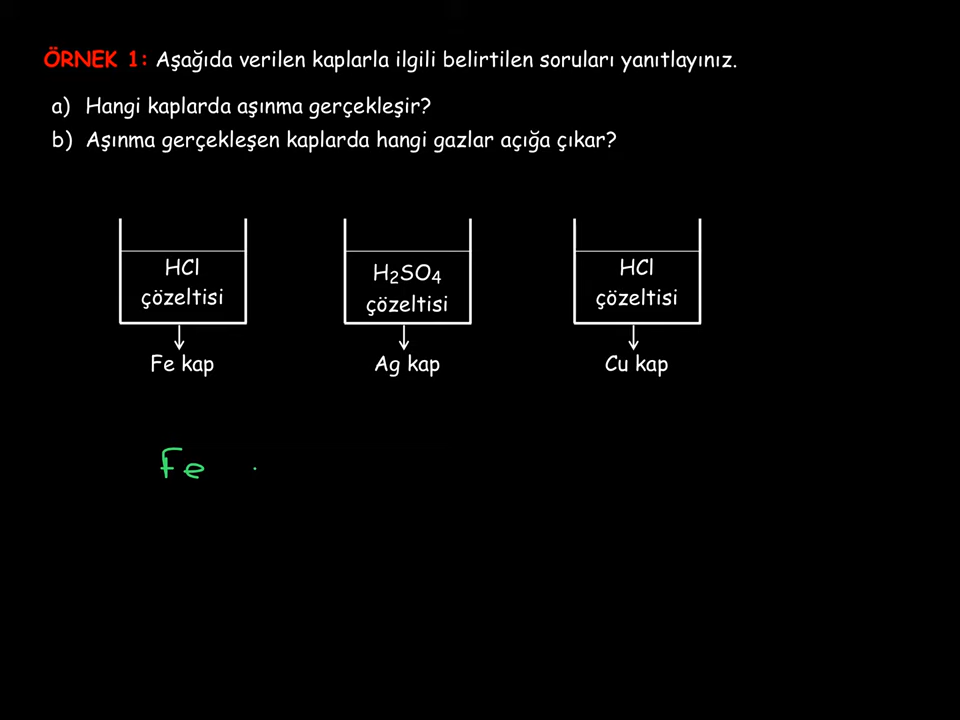 ÖRNEK 1: Aşağıda verilen kaplarla ilgili belirtilen soruları yanıtlayınız.
a) Hangi kaplarda aşınma gerçekleşir?
b) Aşınma gerçekleşen kaplarda hangi gazlar açığa çıkar?
HCl
çözeltisi
Fe kap
H₂SO₄
çözeltisi
Ag kap
HCl
çözeltisi
Cu kap
Fe